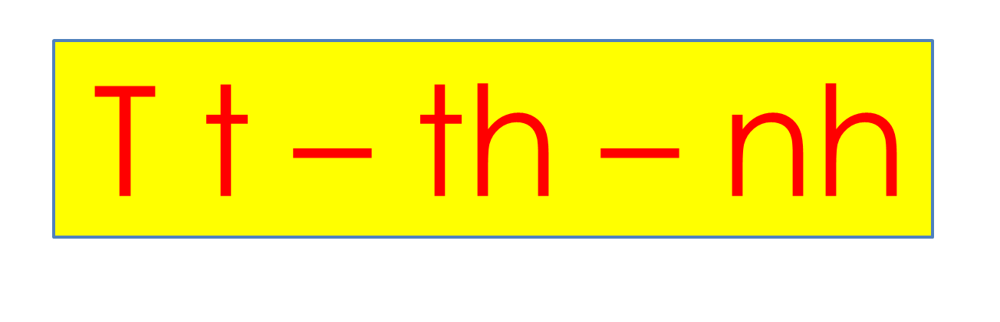 T t – th – nh